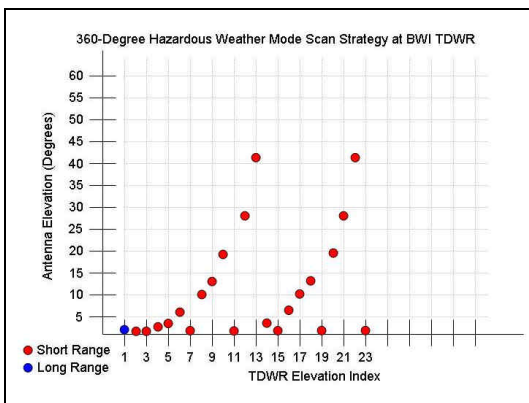 360-Degree Hazardous Weather Mode Scan Strategy at BWI TDWR
Antenna Elevation (Degrees)
60
55
50
45
40
35
30
25
20
15
10
5
1 3 5 7 9 11 13 15 17 19 21 23
TDWR Elevation Index
Short Range
Long Range